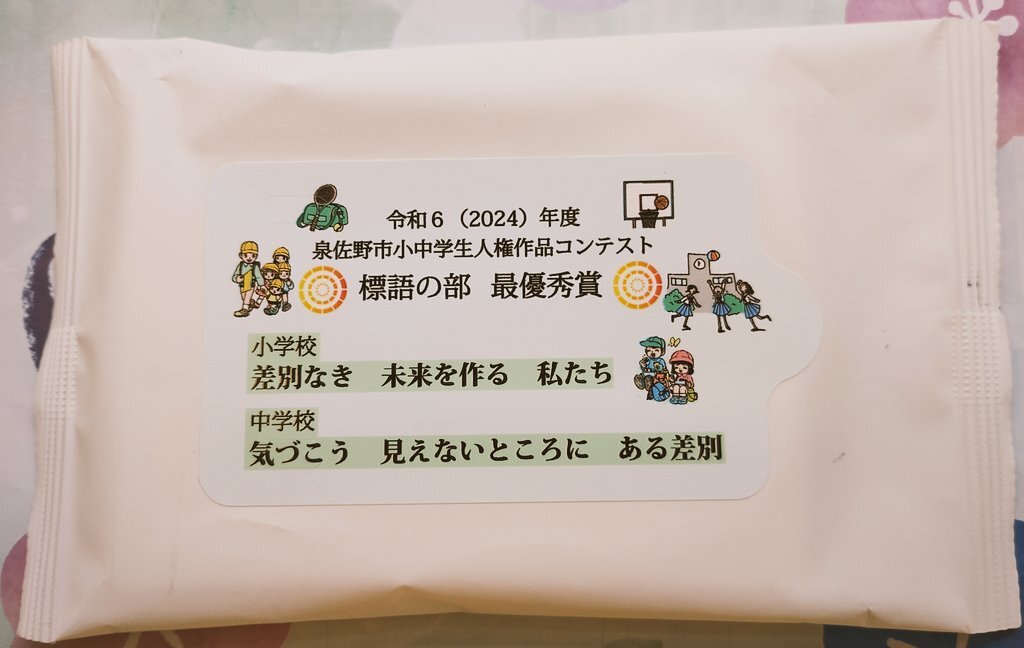 令和６（2024）年度
泉佐野市小中学生人権作品コンテスト
標語の部　最優秀賞
小学校
差別なき　未来を作る　私たち
中学校
気づこう　見えないところに　ある差別